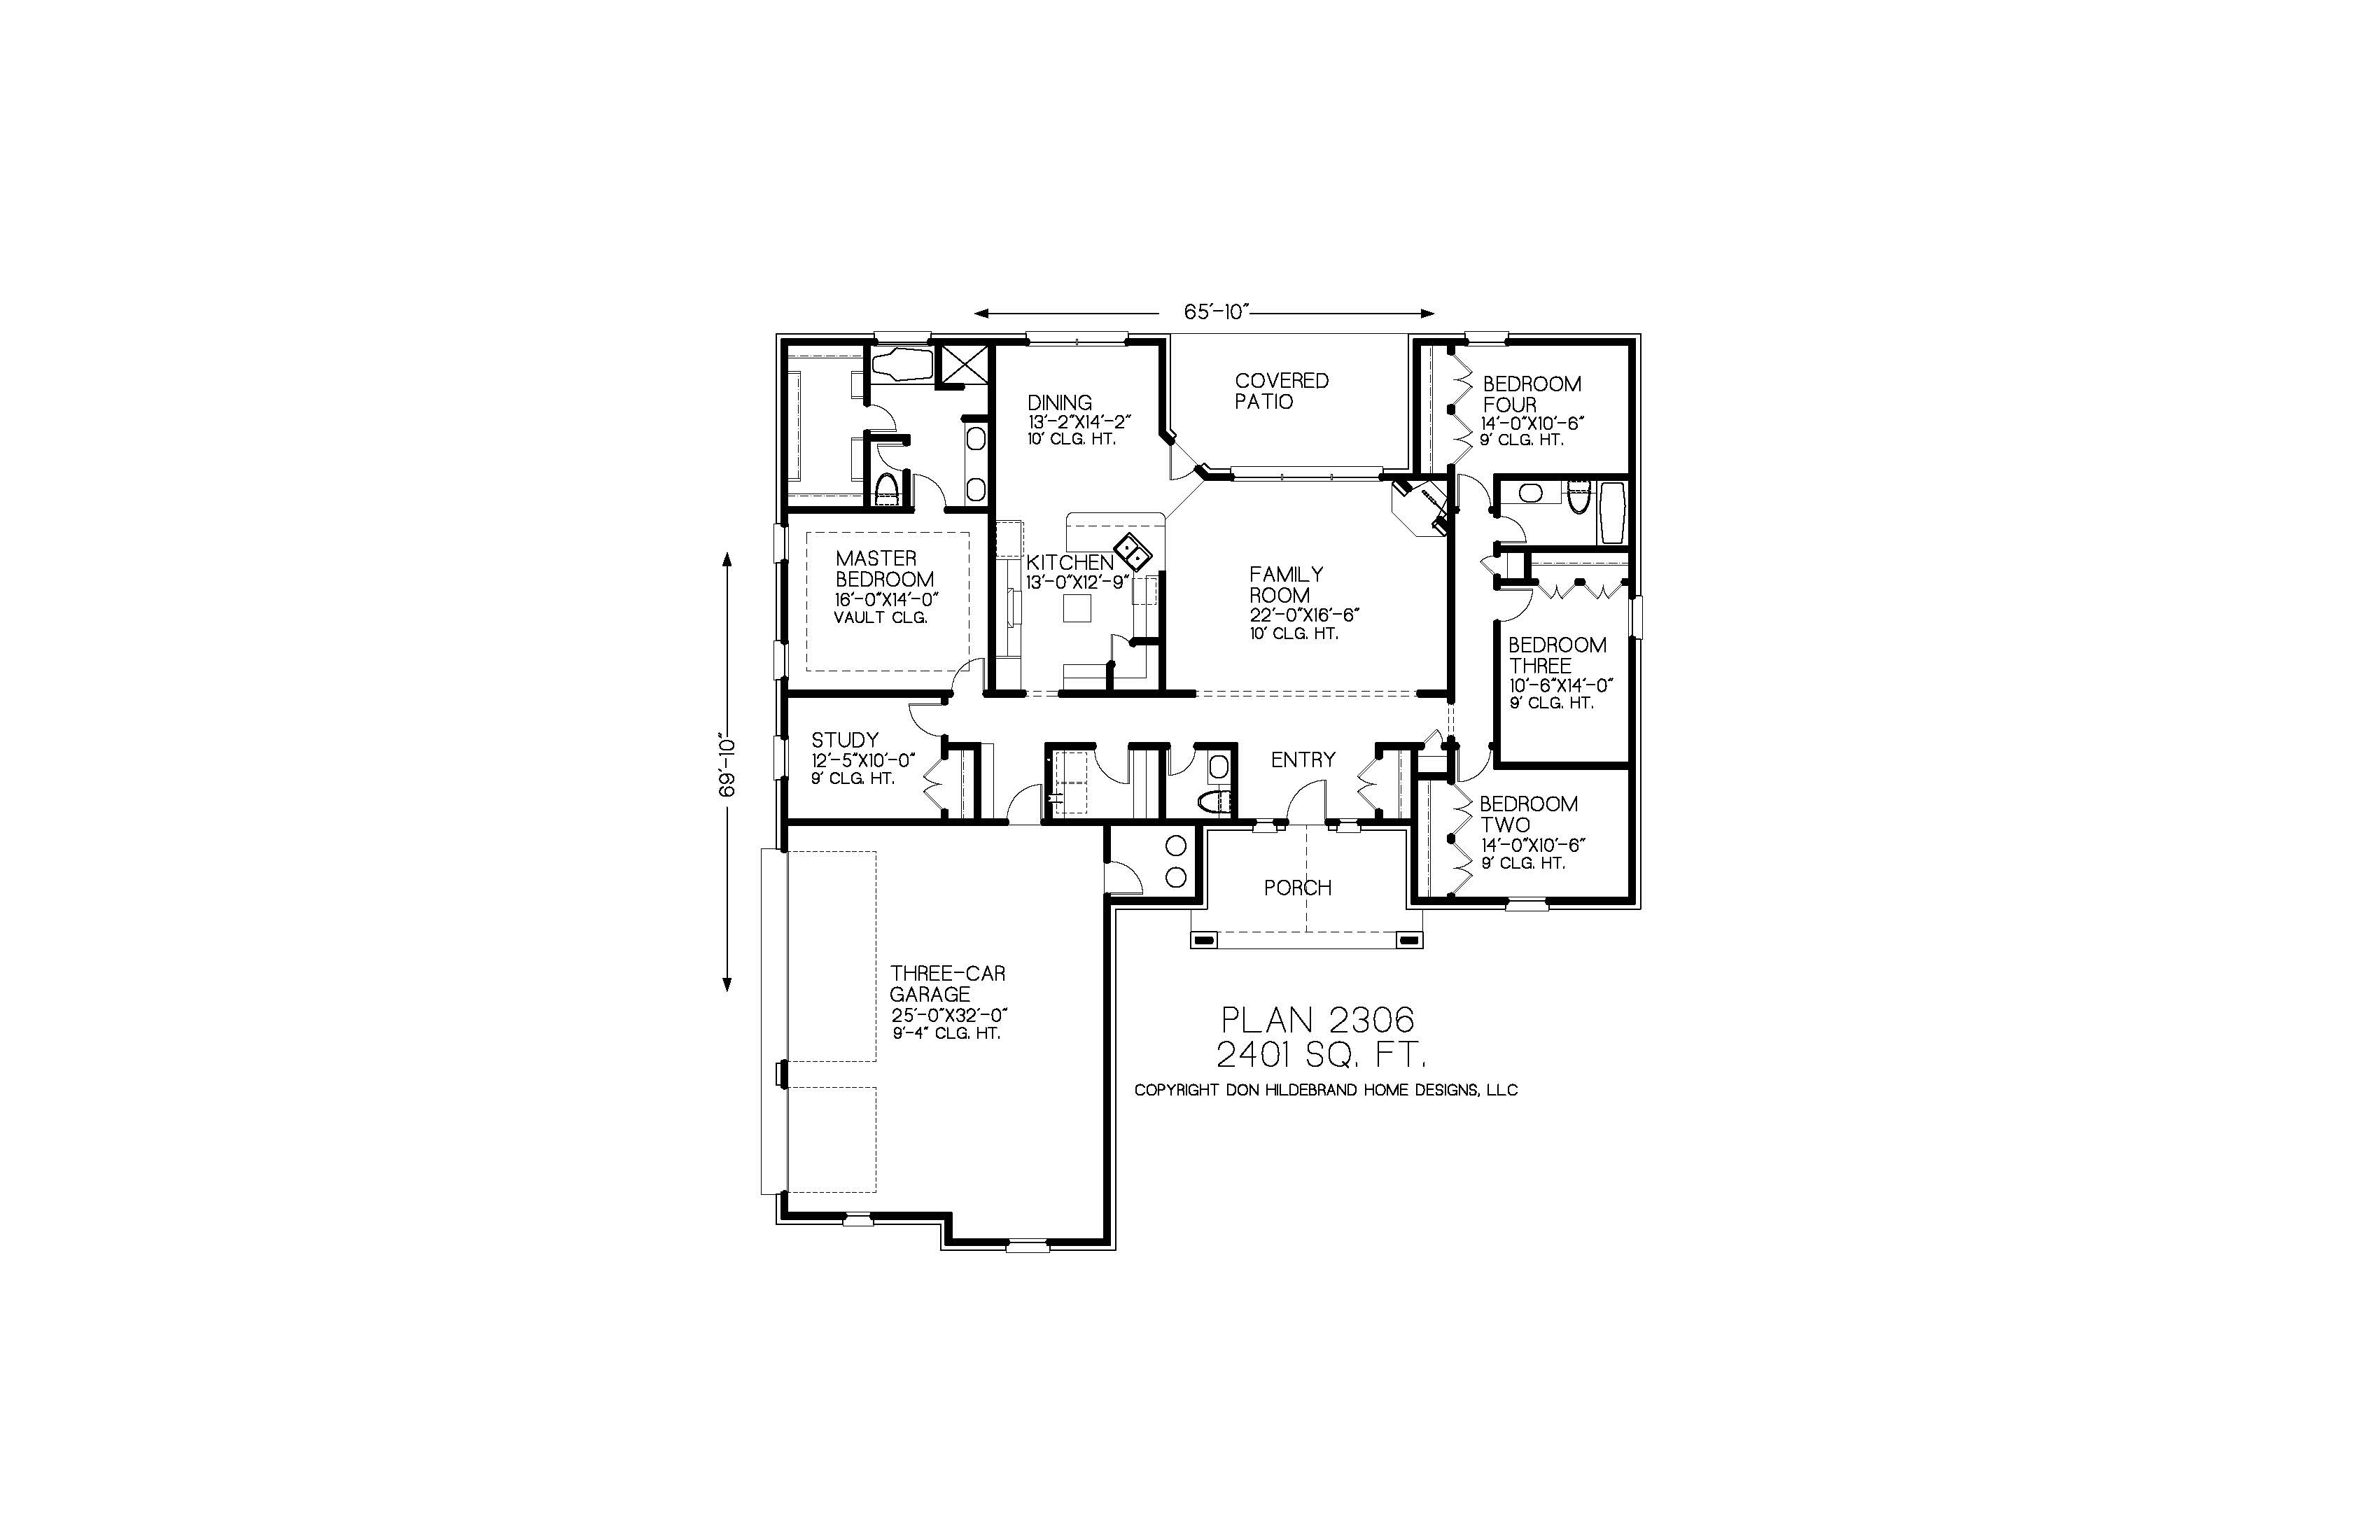 65'-10"
COVERED
PATIO
BEDROOM
FOUR
14'-0"X10'-6"
9' CLG. HT.
DINING
13'-2"X14'-2"
10' CLG. HT.
MASTER
BEDROOM
16'-0"X14'-0"
VAULT CLG.
KITCHEN
13'-0"X12'-9"
FAMILY
ROOM
22'-0"X16'-6"
10' CLG. HT.
BEDROOM
THREE
10'-6"X14'-0"
9' CLG. HT.
69'-10"
STUDY
12'-5"X10'-0"
9' CLG. HT.
ENTRY
BEDROOM
TWO
14'-0"X10'-6"
9' CLG. HT.
PORCH
THREE-CAR
GARAGE
25'-0"X32'-0"
9'-4" CLG. HT.
PLAN 2306
2401 SQ. FT.
COPYRIGHT DON HILDEBRAND HOME DESIGNS, LLC